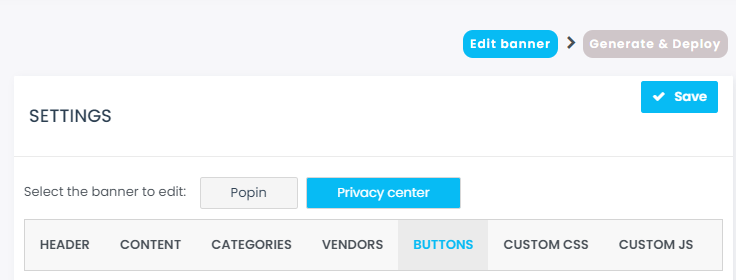 Edit banner > Generate & Deploy
Save
SETTINGS
Select the banner to edit: Popin Privacy center
HEADER CONTENT CATEGORIES VENDORS BUTTONS CUSTOM CSS CUSTOM JS